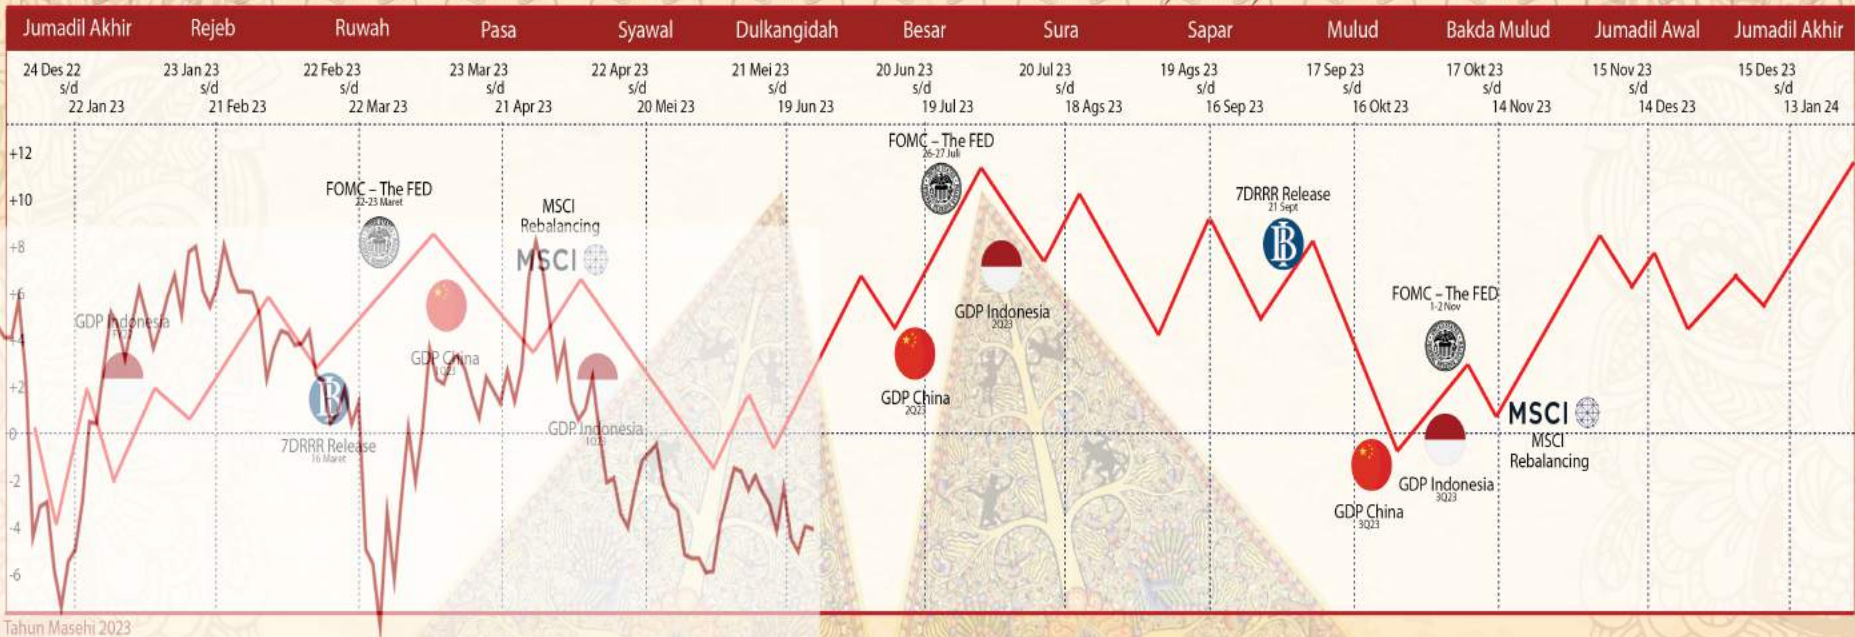 Jumadil Akhir Rejeb Ruwah Pasa Syawal Dulkangidah Besar Sura Sapar Mulud Bakda Mulud Jumadil Awal Jumadil Akhir
24 Des 22 23 Jan 23 22 Feb 23 23 Mar 23 22 Apr 23 21 Mei 23 20 Jun 23 20 Jul 23 19 Ags 23 17 Sep 23 17 Okt 23 15 Nov 23 15 Des 23
s/d s/d s/d s/d s/d s/d s/d s/d s/d s/d s/d s/d s/d
22 Jan 23 21 Feb 23 22 Mar 23 21 Apr 23 20 Mei 23 19 Jun 23 19 Jul 23 18 Ags 23 16 Sep 23 16 Okt 23 14 Nov 23 14 Des 23 13 Jan 24
+12
+10
+8
+6
+4
+2
0
-2
-4
-6
GDP Indonesia
FOMC – The FED
22-23 Maret
7DRRR Release
16 Maret
GDP China
1Q23
MSCI
Rebalancing
MSCI
GDP Indonesia
1Q23
FOMC – The FED
26-27 Juli
GDP China
2Q23
GDP Indonesia
2Q23
7DRRR Release
21 Sept
FOMC – The FED
1-2 Nov
GDP China
3Q23
GDP Indonesia
3Q23
MSCI
MSCI
Rebalancing
Tahun Masehi 2023